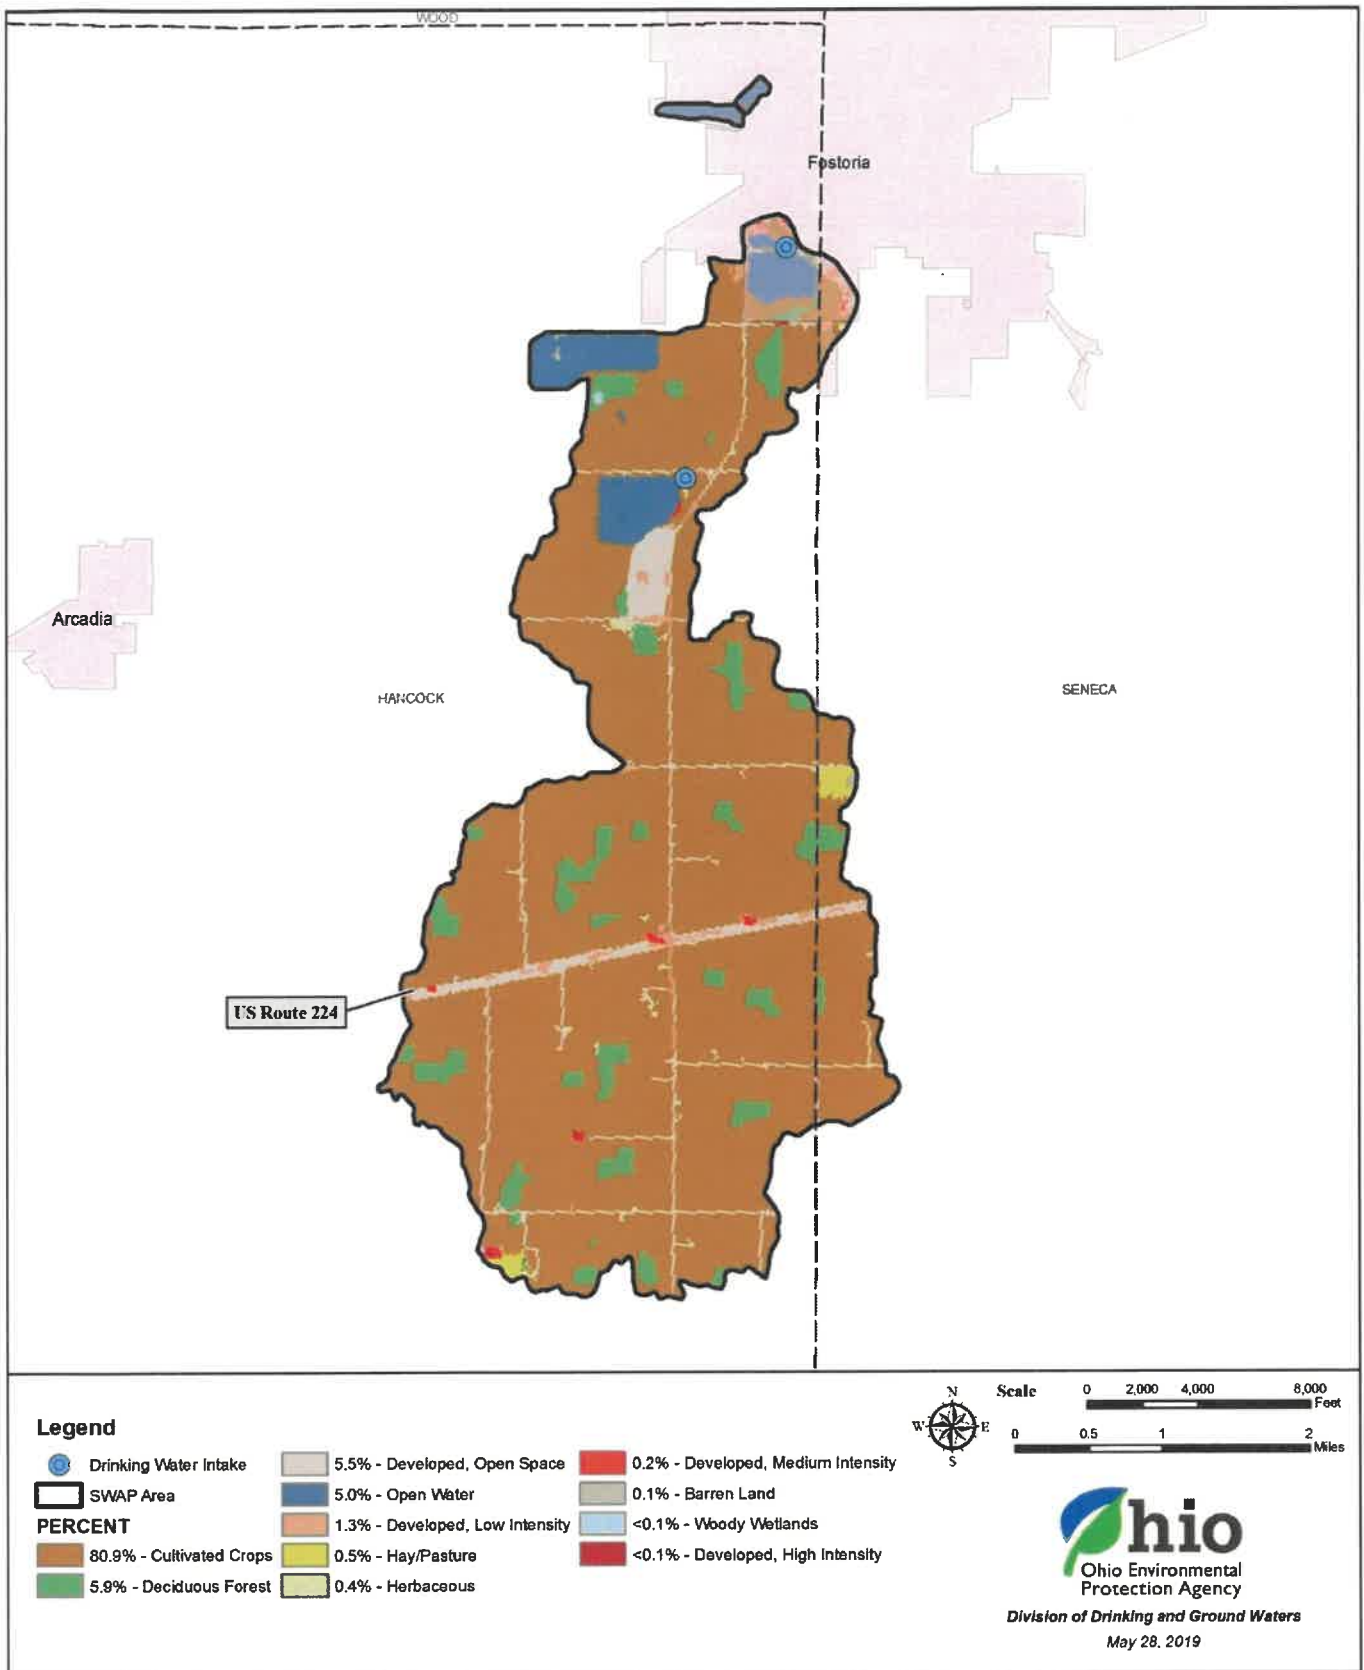 WOOD
Fostoria
Arcadia
HANCOCK
SENECA
US Route 224
Legend
Drinking Water Intake
SWAP Area
PERCENT
80.9% - Cultivated Crops
5.9% - Deciduous Forest
5.5% - Developed, Open Space
5.0% - Open Water
1.3% - Developed, Low Intensity
0.5% - Hay/Pasture
0.4% - Herbaceous
0.2% - Developed, Medium Intensity
0.1% - Barren Land
<0.1% - Woody Wetlands
<0.1% - Developed, High Intensity
N
W E
S
Scale
0 2,000 4,000 8,000
Feet
0 0.5 1 2
Miles
Ohio
Ohio Environmental
Protection Agency
Division of Drinking and Ground Waters
May 28, 2019